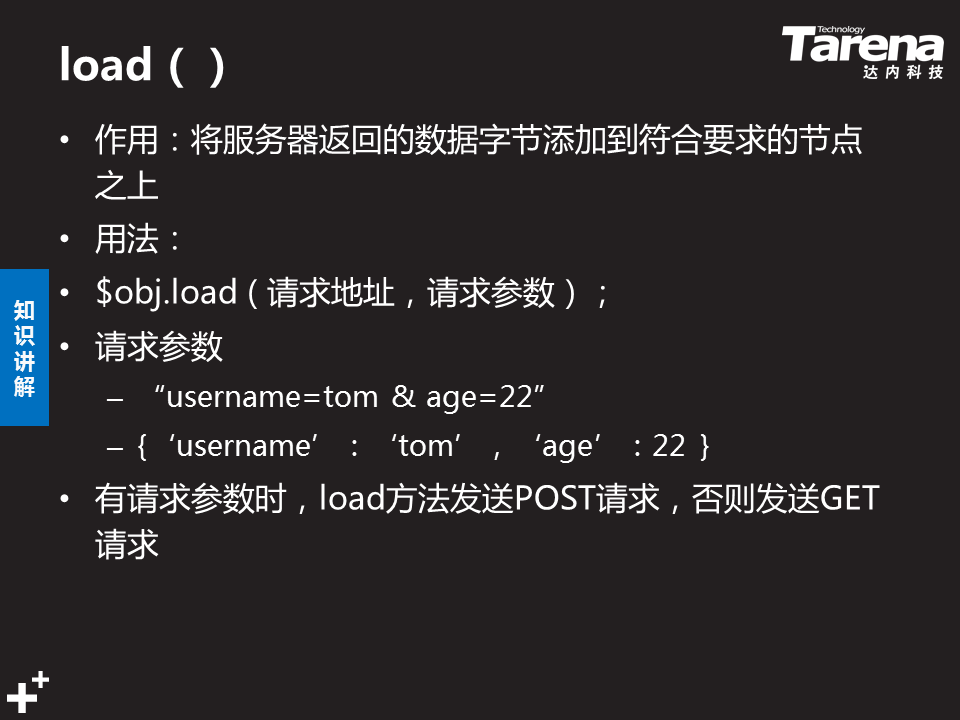 load（）
Technology
Tarena
达内科技
• 作用：将服务器返回的数据字节添加到符合要求的节点
之上
• 用法：
• $obj.load（请求地址，请求参数）；
• 请求参数
– “username=tom & age=22”
– {‘username’：‘tom’，‘age’：22 }
• 有请求参数时，load方法发送POST请求，否则发送GET
请求
知
识
讲
解